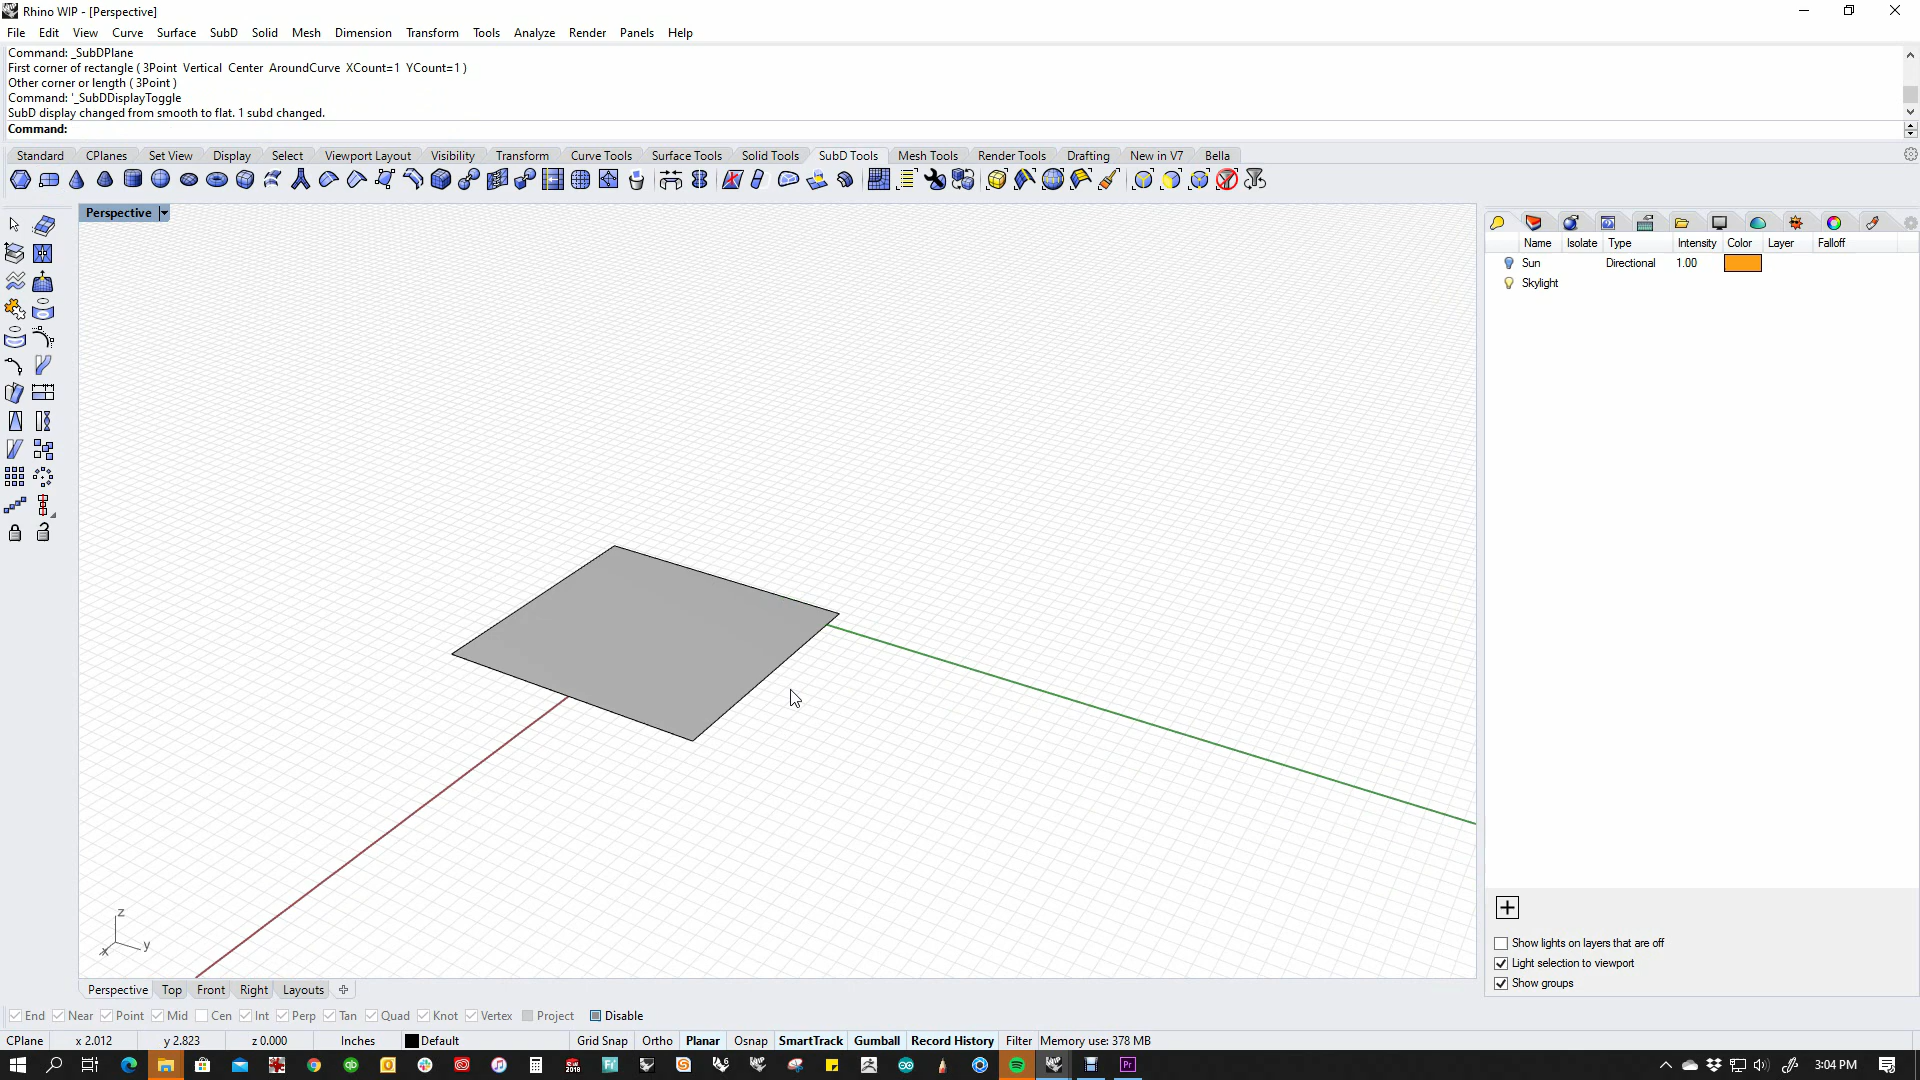 Rhino WIP - [Perspective]
File Edit View Curve Surface SubD Solid Mesh Dimension Transform Tools Analyze Render Panels Help
Command: _SubDPlane
First corner of rectangle ( 3Point Vertical Center AroundCurve XCount=1 YCount=1 )
Other corner or length ( 3Point )
Command: '_SubDDisplayToggle
SubD display changed from smooth to flat. 1 subd changed.
Command:
Standard CPlanes Set View Display Select Viewport Layout Visibility Transform Curve Tools Surface Tools Solid Tools SubD Tools Mesh Tools Render Tools Drafting New in V7 Bella
Perspective
Name Isolate Type Intensity Color Layer Falloff
Sun Directional 1.00
Skylight
z
y
x
Show lights on layers that are off
Light selection to viewport
Show groups
Perspective Top Front Right Layouts
End Near Point Mid Cen Int Perp Tan Quad Knot Vertex Project Disable
CPlane x 2.012 y 2.823 z 0.000 Inches Default Grid Snap Ortho Planar Osnap SmartTrack Gumball Record History Filter Memory use: 378 MB
2018 Pr 3:04 PM